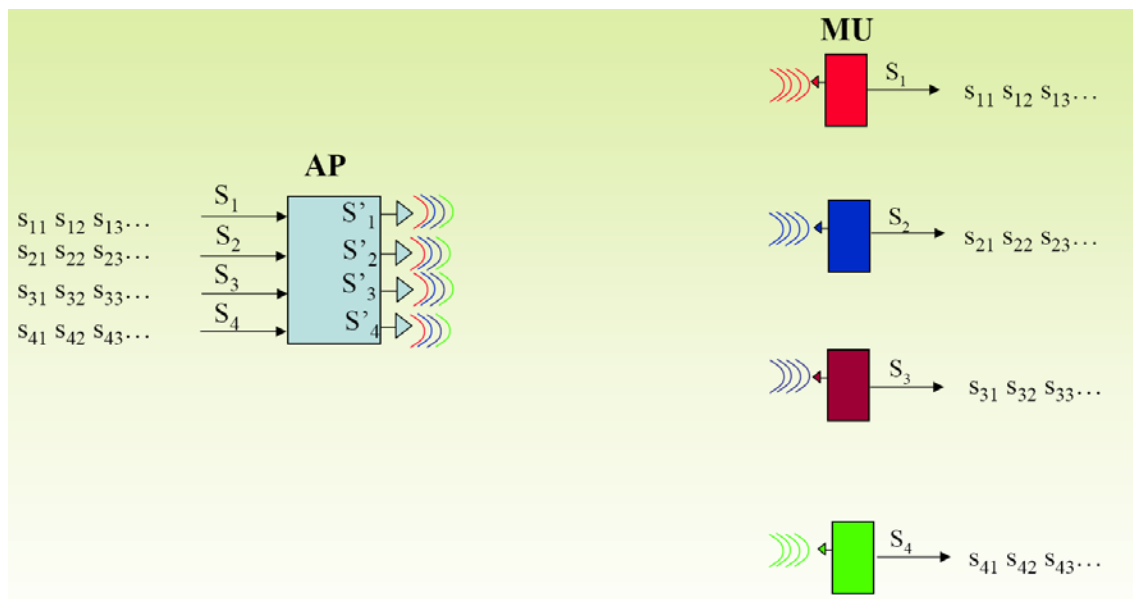 MU
S₁
s₁₁ s₁₂ s₁₃…
AP
S₁ S'₁
s₁₁ s₁₂ s₁₃…
S₂ S'₂
s₂₁ s₂₂ s₂₃…
S₃ S'₃
s₃₁ s₃₂ s₃₃…
S₄ S'₄
s₄₁ s₄₂ s₄₃…
S₂
s₂₁ s₂₂ s₂₃…
S₃
s₃₁ s₃₂ s₃₃…
S₄
s₄₁ s₄₂ s₄₃…